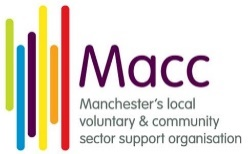 Macc
Manchester's local
voluntary & community
sector support organisation